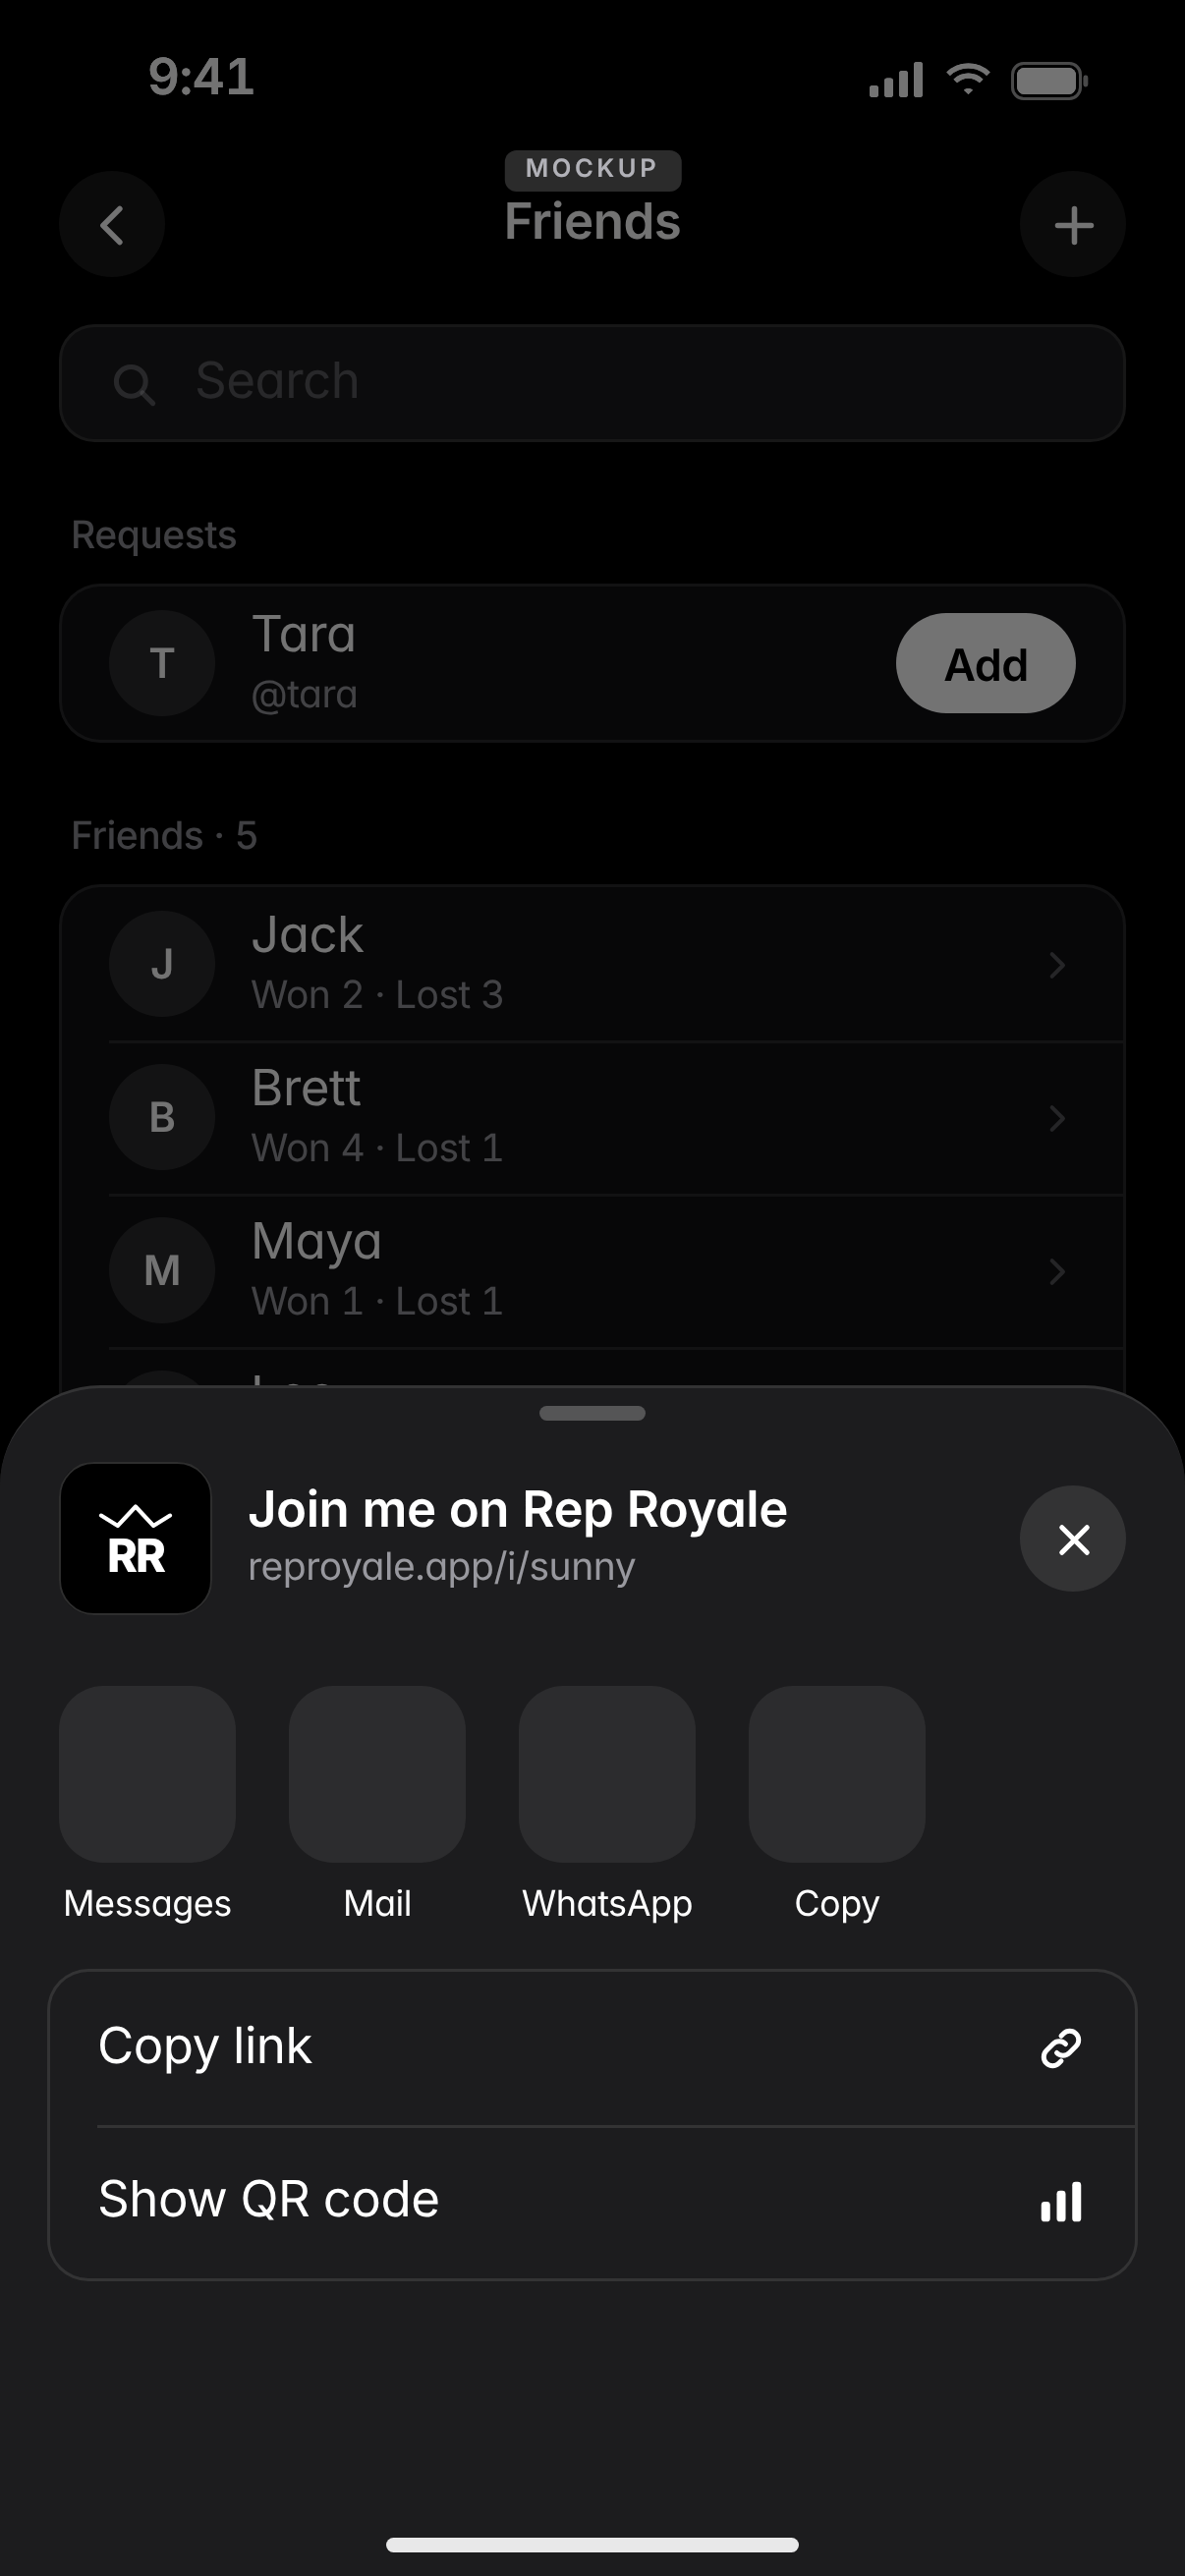 9:41
MOCKUP
Friends
Search
Requests
T
Tara
@tara
Add
Friends · 5
J
Jack
Won 2 · Lost 3
B
Brett
Won 4 · Lost 1
M
Maya
Won 1 · Lost 1
RR
Join me on Rep Royale
reproyale.app/i/sunny
Messages
Mail
WhatsApp
Copy
Copy link
Show QR code